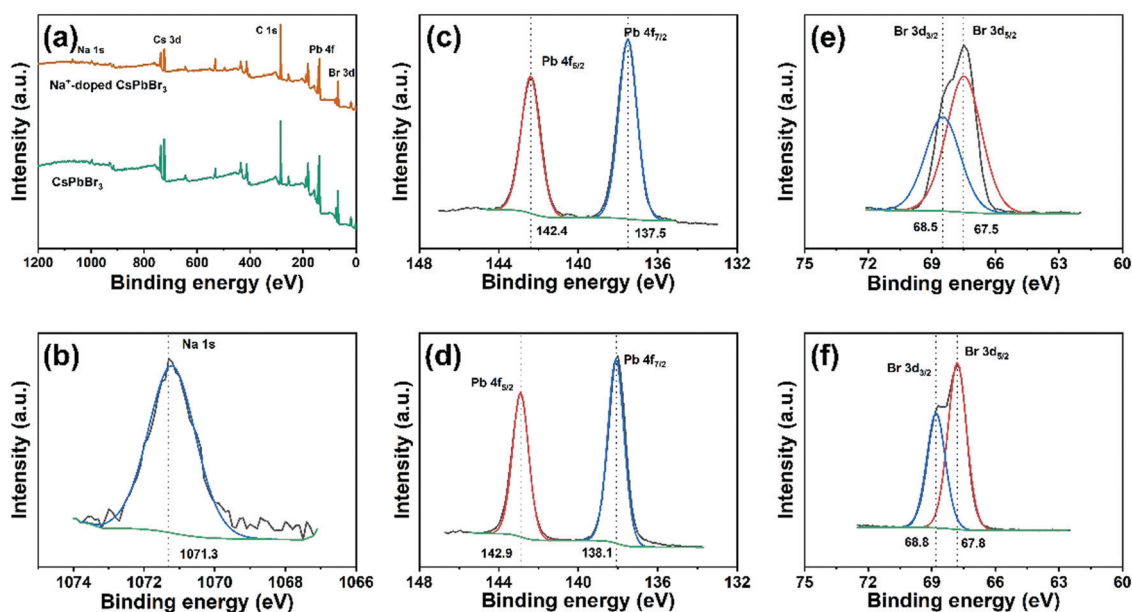 (a)
Na 1s
Cs 3d
C 1s
Pb 4f
Br 3d
Na⁺-doped CsPbBr₃
CsPbBr₃
Intensity (a.u.)
1200 1000 800 600 400 200 0
Binding energy (eV)
(c)
Pb 4f₅/₂
Pb 4f₇/₂
142.4
137.5
Intensity (a.u.)
148 144 140 136 132
Binding energy (eV)
(e)
Br 3d₃/₂
Br 3d₅/₂
68.5
67.5
Intensity (a.u.)
75 72 69 66 63 60
Binding energy (eV)
(b)
Na 1s
1071.3
Intensity (a.u.)
1074 1072 1070 1068 1066
Binding energy (eV)
(d)
Pb 4f₅/₂
Pb 4f₇/₂
142.9
138.1
Intensity (a.u.)
148 144 140 136 132
Binding energy (eV)
(f)
Br 3d₃/₂
Br 3d₅/₂
68.8
67.8
Intensity (a.u.)
75 72 69 66 63 60
Binding energy (eV)